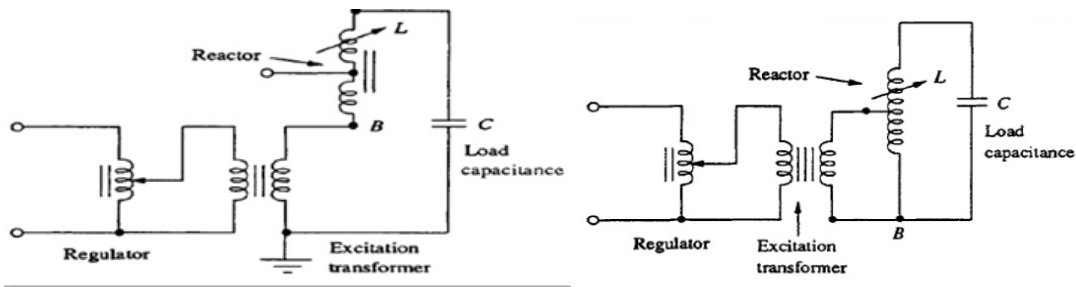 L
Reactor
B
C
Load
capacitance
Regulator
Excitation
transformer
Reactor
L
C
Load
capacitance
B
Regulator
Excitation
transformer